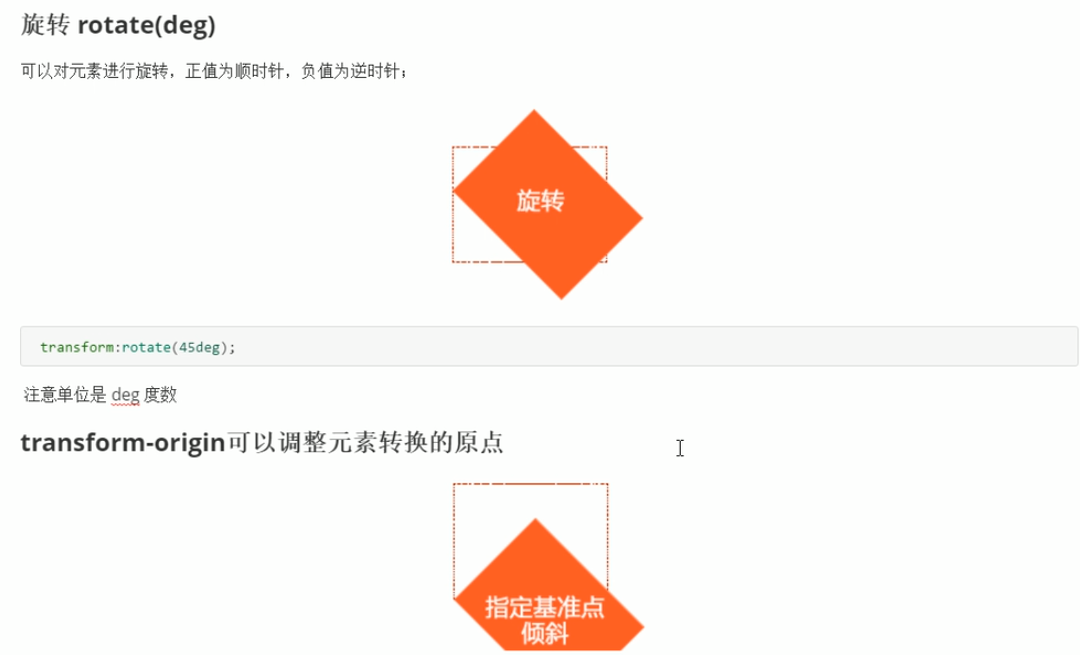 旋转 rotate(deg)
可以对元素进行旋转，正值为顺时针，负值为逆时针；
旋转
transform:rotate(45deg);
注意单位是 deg 度数
transform-origin可以调整元素转换的原点
指定基准点
倾斜